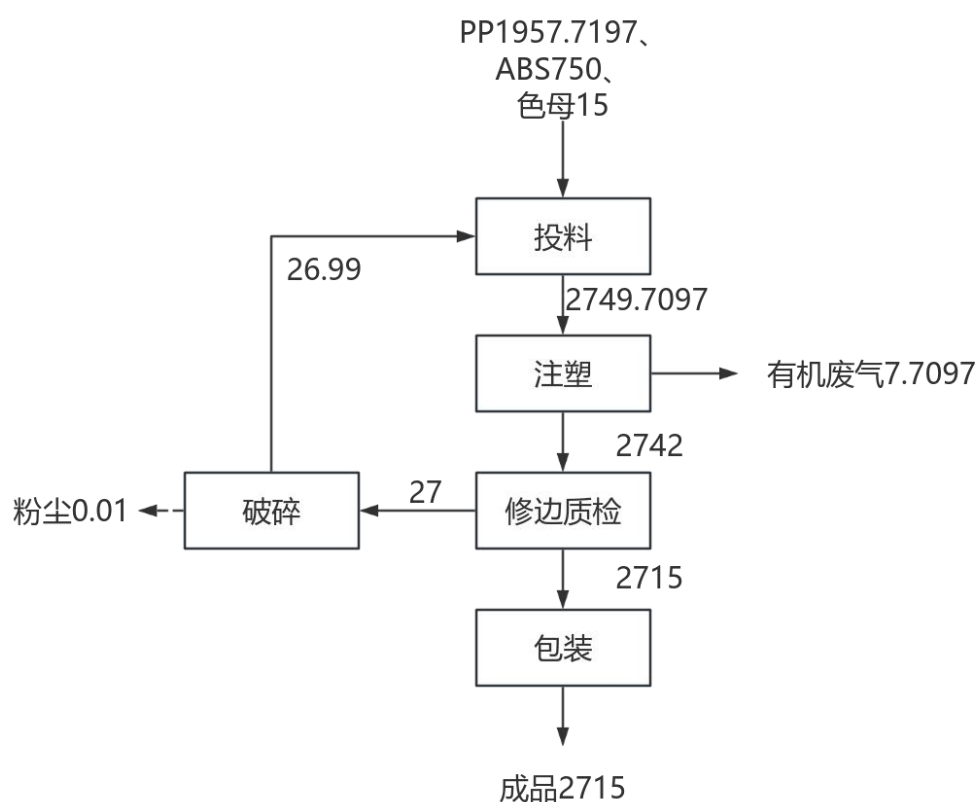 PP1957.7197、
ABS750、
色母15
投料
26.99
2749.7097
注塑
有机废气7.7097
2742
粉尘0.01
破碎
27
修边质检
2715
包装
成品2715